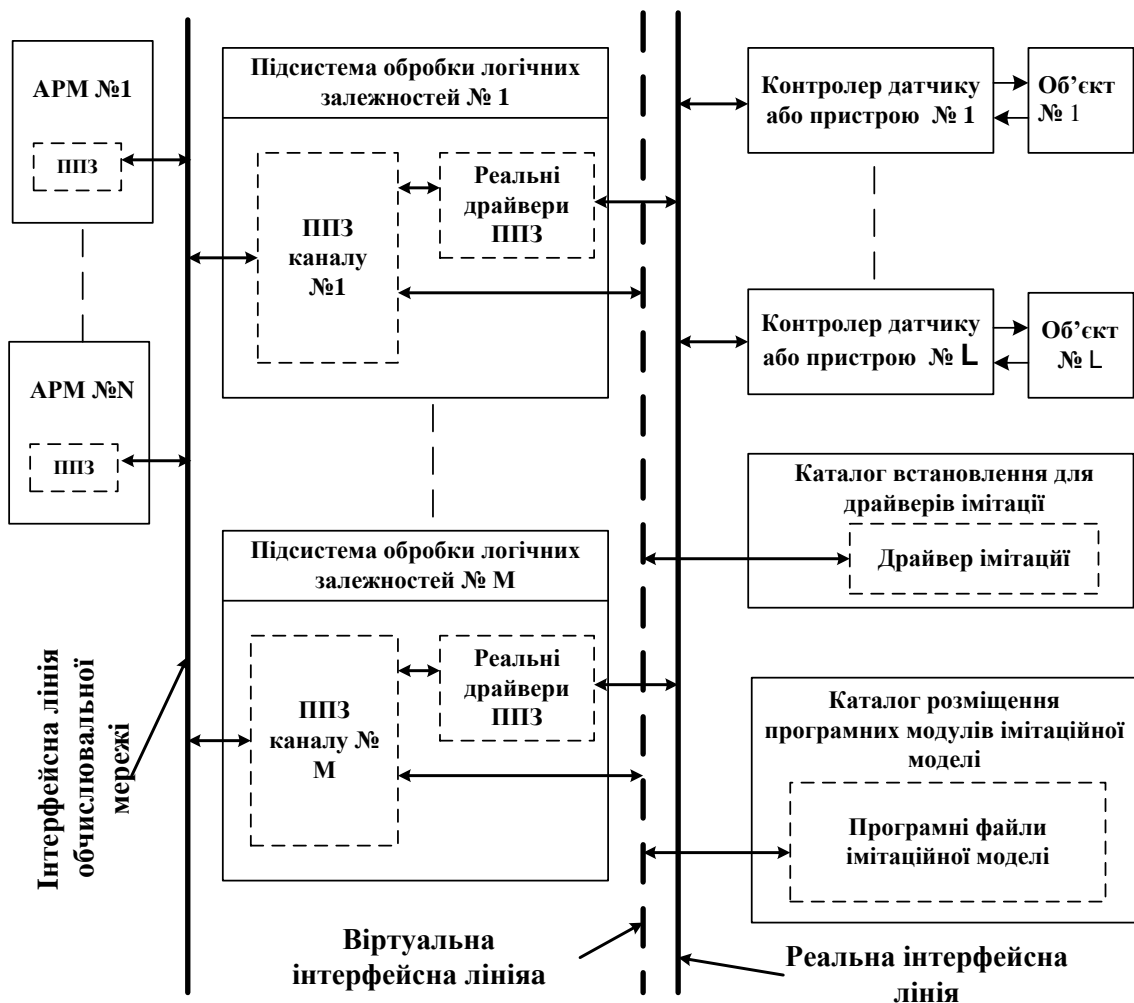 АРМ №1
ППЗ
АРМ №N
ППЗ
Інтерфейсна лінія
обчислювальної
мережі
Підсистема обробки логічних
залежностей № 1
ППЗ
каналу
№1
Реальні
драйвери
ППЗ
Підсистема обробки логічних
залежностей № М
ППЗ
каналу №
М
Реальні
драйвери
ППЗ
Віртуальна
інтерфейсна лініяа
Контролер датчику
або пристрою № 1
Об’єкт
№ 1
Контролер датчику
або пристрою № L
Об’єкт
№ L
Каталог встановлення для
драйверів імітації
Драйвер імітаційї
Каталог розміщення
програмних модулів імітаційної
моделі
Програмні файли
імітаційної моделі
Реальна інтерфейсна
лінія